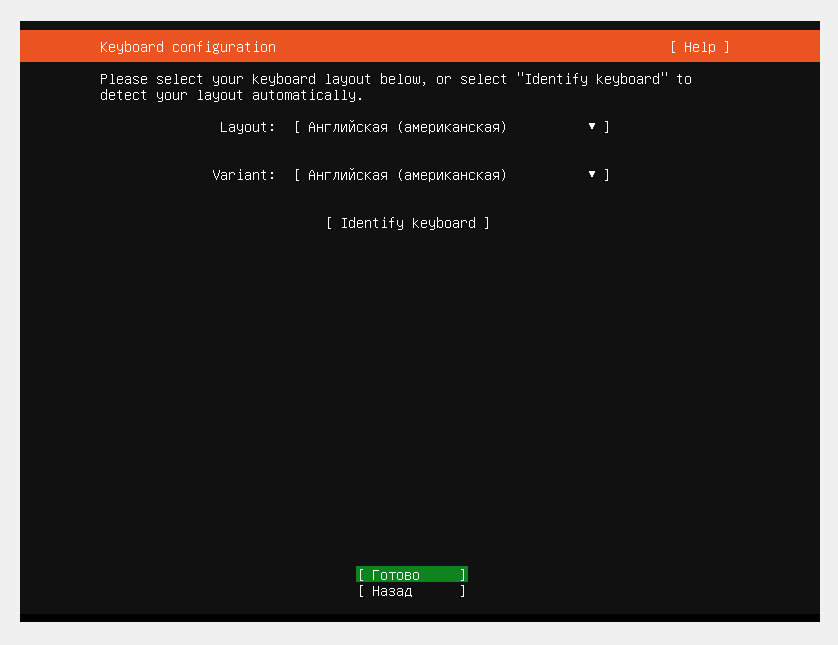 Keyboard configuration [ Help ]
Please select your keyboard layout below, or select "Identify keyboard" to
detect your layout automatically.
Layout: [ Английская (американская) ▾ ]
Variant: [ Английская (американская) ▾ ]
[ Identify keyboard ]
[ Готово ]
[ Назад ]